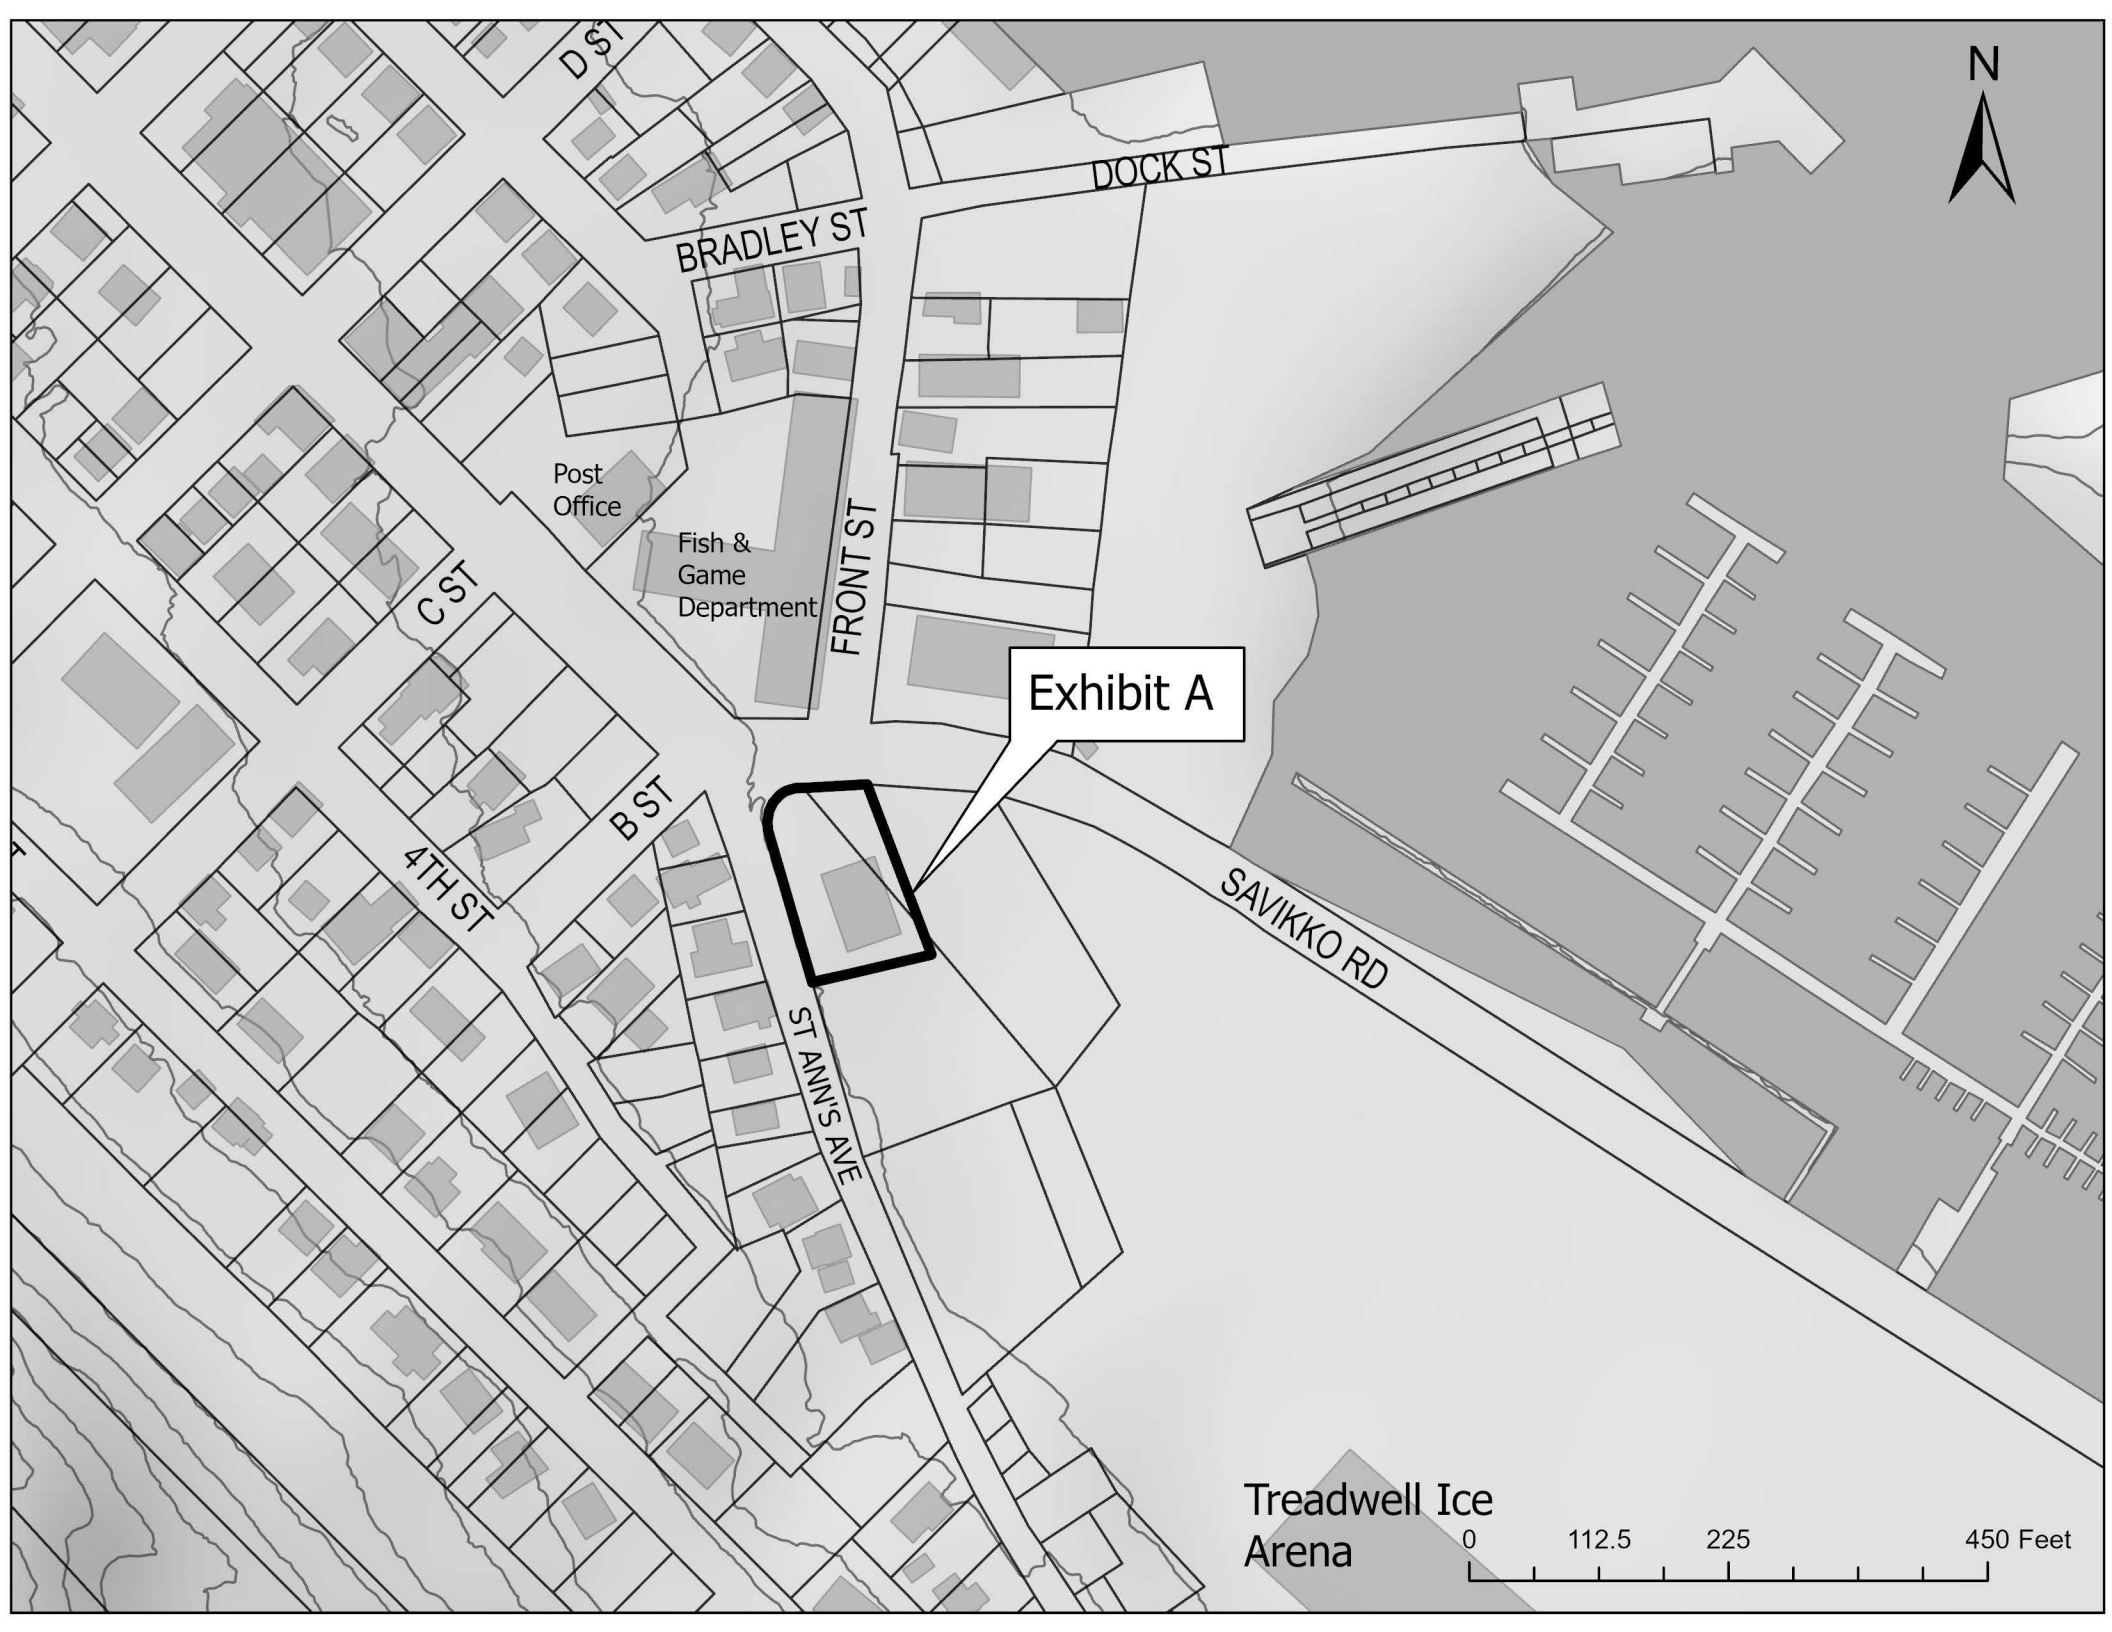 D ST
N
DOCK ST
BRADLEY ST
Post
Office
Fish &
Game
Department
FRONT ST
C ST
Exhibit A
B ST
4TH ST
SAVIKKO RD
ST ANN'S AVE
Treadwell Ice
Arena
0 112.5 225 450 Feet